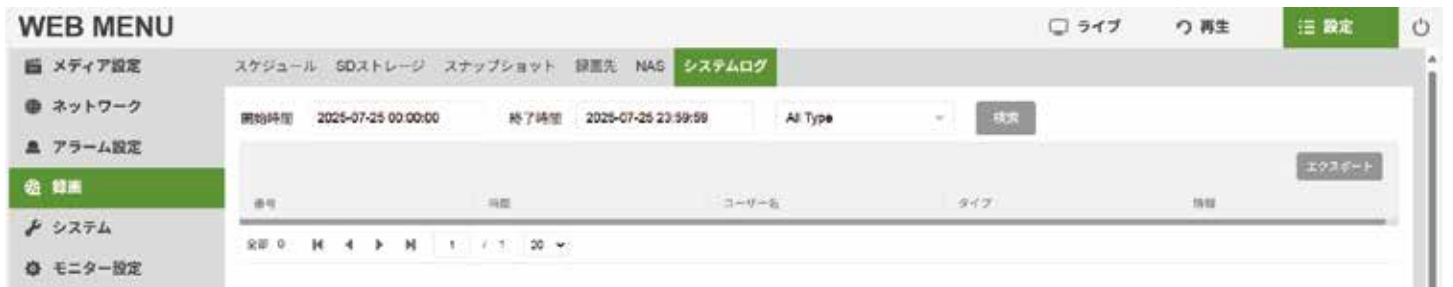 WEB MENU ライブ 再生 設定
メディア設定 スケジュール SDストレージ スナップショット 録画先 NAS システムログ
ネットワーク 開始時間 2025-07-25 00:00:00 終了時間 2025-07-25 23:59:59 All Type 検索
アラーム設定
エクスポート
録画
番号 時間 ユーザー名 タイプ 情報
システム
全部 0 1 / 1 20
モニター設定